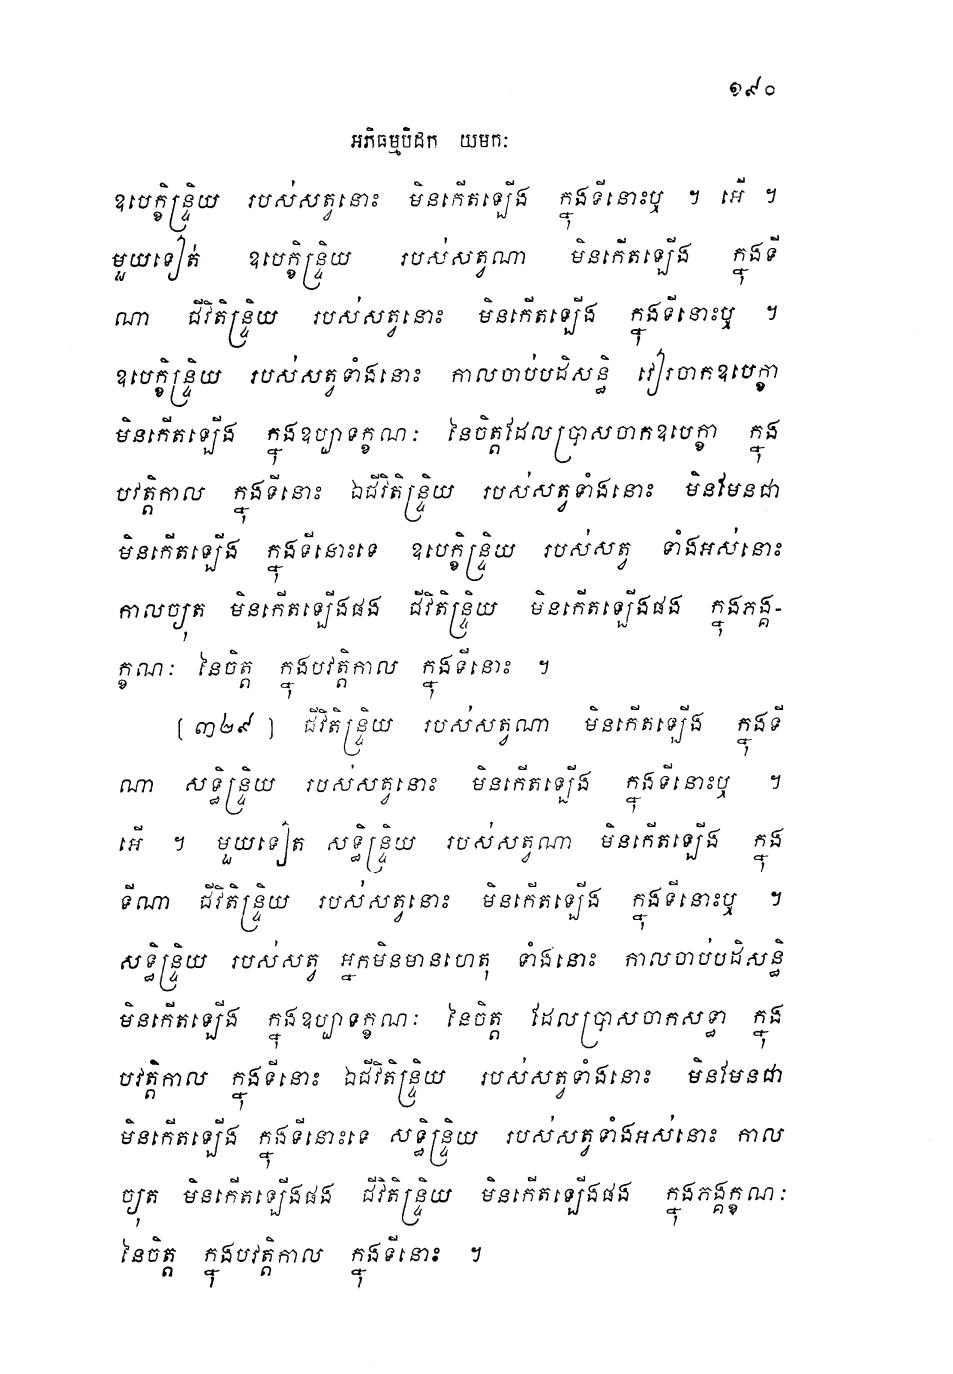 ១៩០
អភិធម្មបិដក យមកៈ
ឧបេក្ខិន្ទ្រិយ របស់សត្វនោះ មិនកើតឡើង ក្នុងទីនោះឬ ។ អើ ។
មួយទៀត់ ឧបេក្ខិន្ទ្រិយ របស់សត្វណា មិនកើតឡើង ក្នុងទី
ណា ជីវិតិន្ទ្រិយ របស់សត្វនោះ មិនកើតឡើង ក្នុងទីនោះឬ ។
ឧបេក្ខិន្ទ្រិយ របស់សត្វទាំងនោះ កាលចាប់បដិសន្ធិ វៀរចាកឧបេក្ខា
មិនកើតឡើង ក្នុងឧប្បាទក្ខណៈ នៃចិត្តដែលប្រាសចាកឧបេក្ខា ក្នុង
បវត្តិកាល ក្នុងទីនោះ ឯជីវិតិន្ទ្រិយ របស់សត្វទាំងនោះ មិនមែនជា
មិនកើតឡើង ក្នុងទីនោះទេ ឧបេក្ខិន្ទ្រិយ របស់សត្វ ទាំងអស់នោះ
កាលច្យុត មិនកើតឡើងផង ជីវិតិន្ទ្រិយ មិនកើតឡើងផង ក្នុងភង្គ-
ក្ខណៈ នៃចិត្ត ក្នុងបវត្តិកាល ក្នុងទីនោះ ។
[៣២៩] ជីវិតិន្ទ្រិយ របស់សត្វណា មិនកើតឡើង ក្នុងទី
ណា សទ្ធិន្ទ្រិយ របស់សត្វនោះ មិនកើតឡើង ក្នុងទីនោះឬ ។
អើ ។ មួយទៀត សទ្ធិន្ទ្រិយ របស់សត្វណា មិនកើតឡើង ក្នុង
ទីណា ជីវិតិន្ទ្រិយ របស់សត្វនោះ មិនកើតឡើង ក្នុងទីនោះឬ ។
សទ្ធិន្ទ្រិយ របស់សត្វ អ្នកមិនមានហេតុ ទាំងនោះ កាលចាប់បដិសន្ធិ
មិនកើតឡើង ក្នុងឧប្បាទក្ខណៈ នៃចិត្ត ដែលប្រាសចាកសទ្ធា ក្នុង
បវត្តិកាល ក្នុងទីនោះ ឯជីវិតិន្ទ្រិយ របស់សត្វទាំងនោះ មិនមែនជា
មិនកើតឡើង ក្នុងទីនោះទេ សទ្ធិន្ទ្រិយ របស់សត្វទាំងអស់នោះ កាល
ច្យុត មិនកើតឡើងផង ជីវិតិន្ទ្រិយ មិនកើតឡើងផង ក្នុងភង្គក្ខណៈ
នៃចិត្ត ក្នុងបវត្តិកាល ក្នុងទីនោះ ។